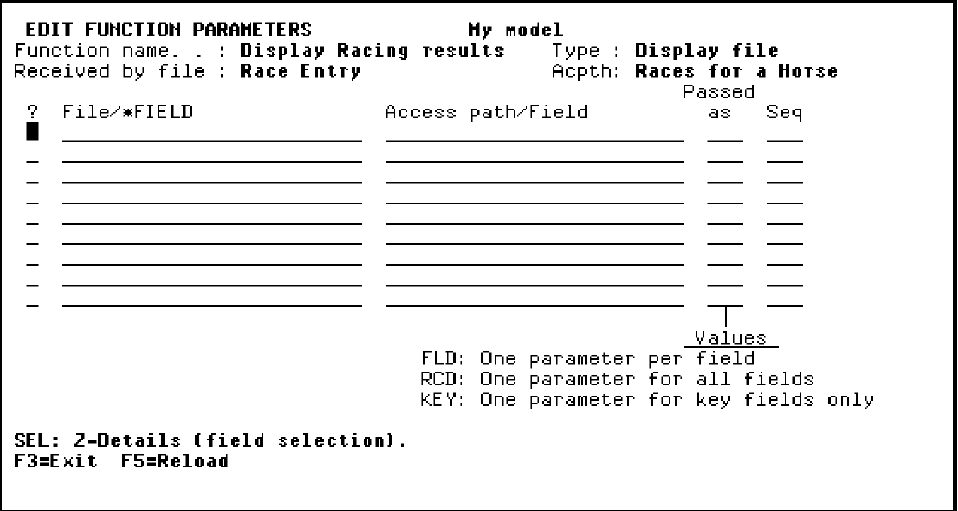 EDIT FUNCTION PARAMETERS My model
Function name. . : Display Racing results Type : Display file
Received by file : Race Entry Acpth: Races for a Horse
Passed
? File/*FIELD Access path/Field as Seq
Values
FLD: One parameter per field
RCD: One parameter for all fields
KEY: One parameter for key fields only
SEL: Z-Details (field selection).
F3=Exit F5=Reload